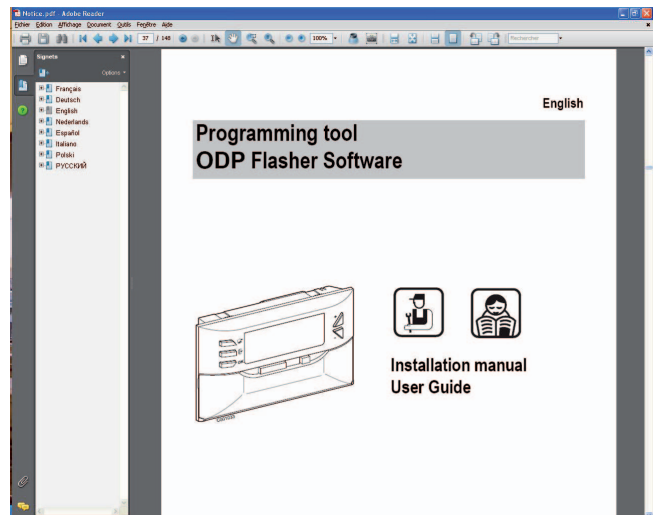 Notice.pdf - Adobe Reader
Fichier Edition Affichage Document Outils Fenêtre Aide
37 / 148 100% Rechercher
Signets
Options
Français
Deutsch
English
Nederlands
Español
Italiano
Polski
РУССКИЙ
English
Programming tool
ODP Flasher Software
Installation manual
User Guide